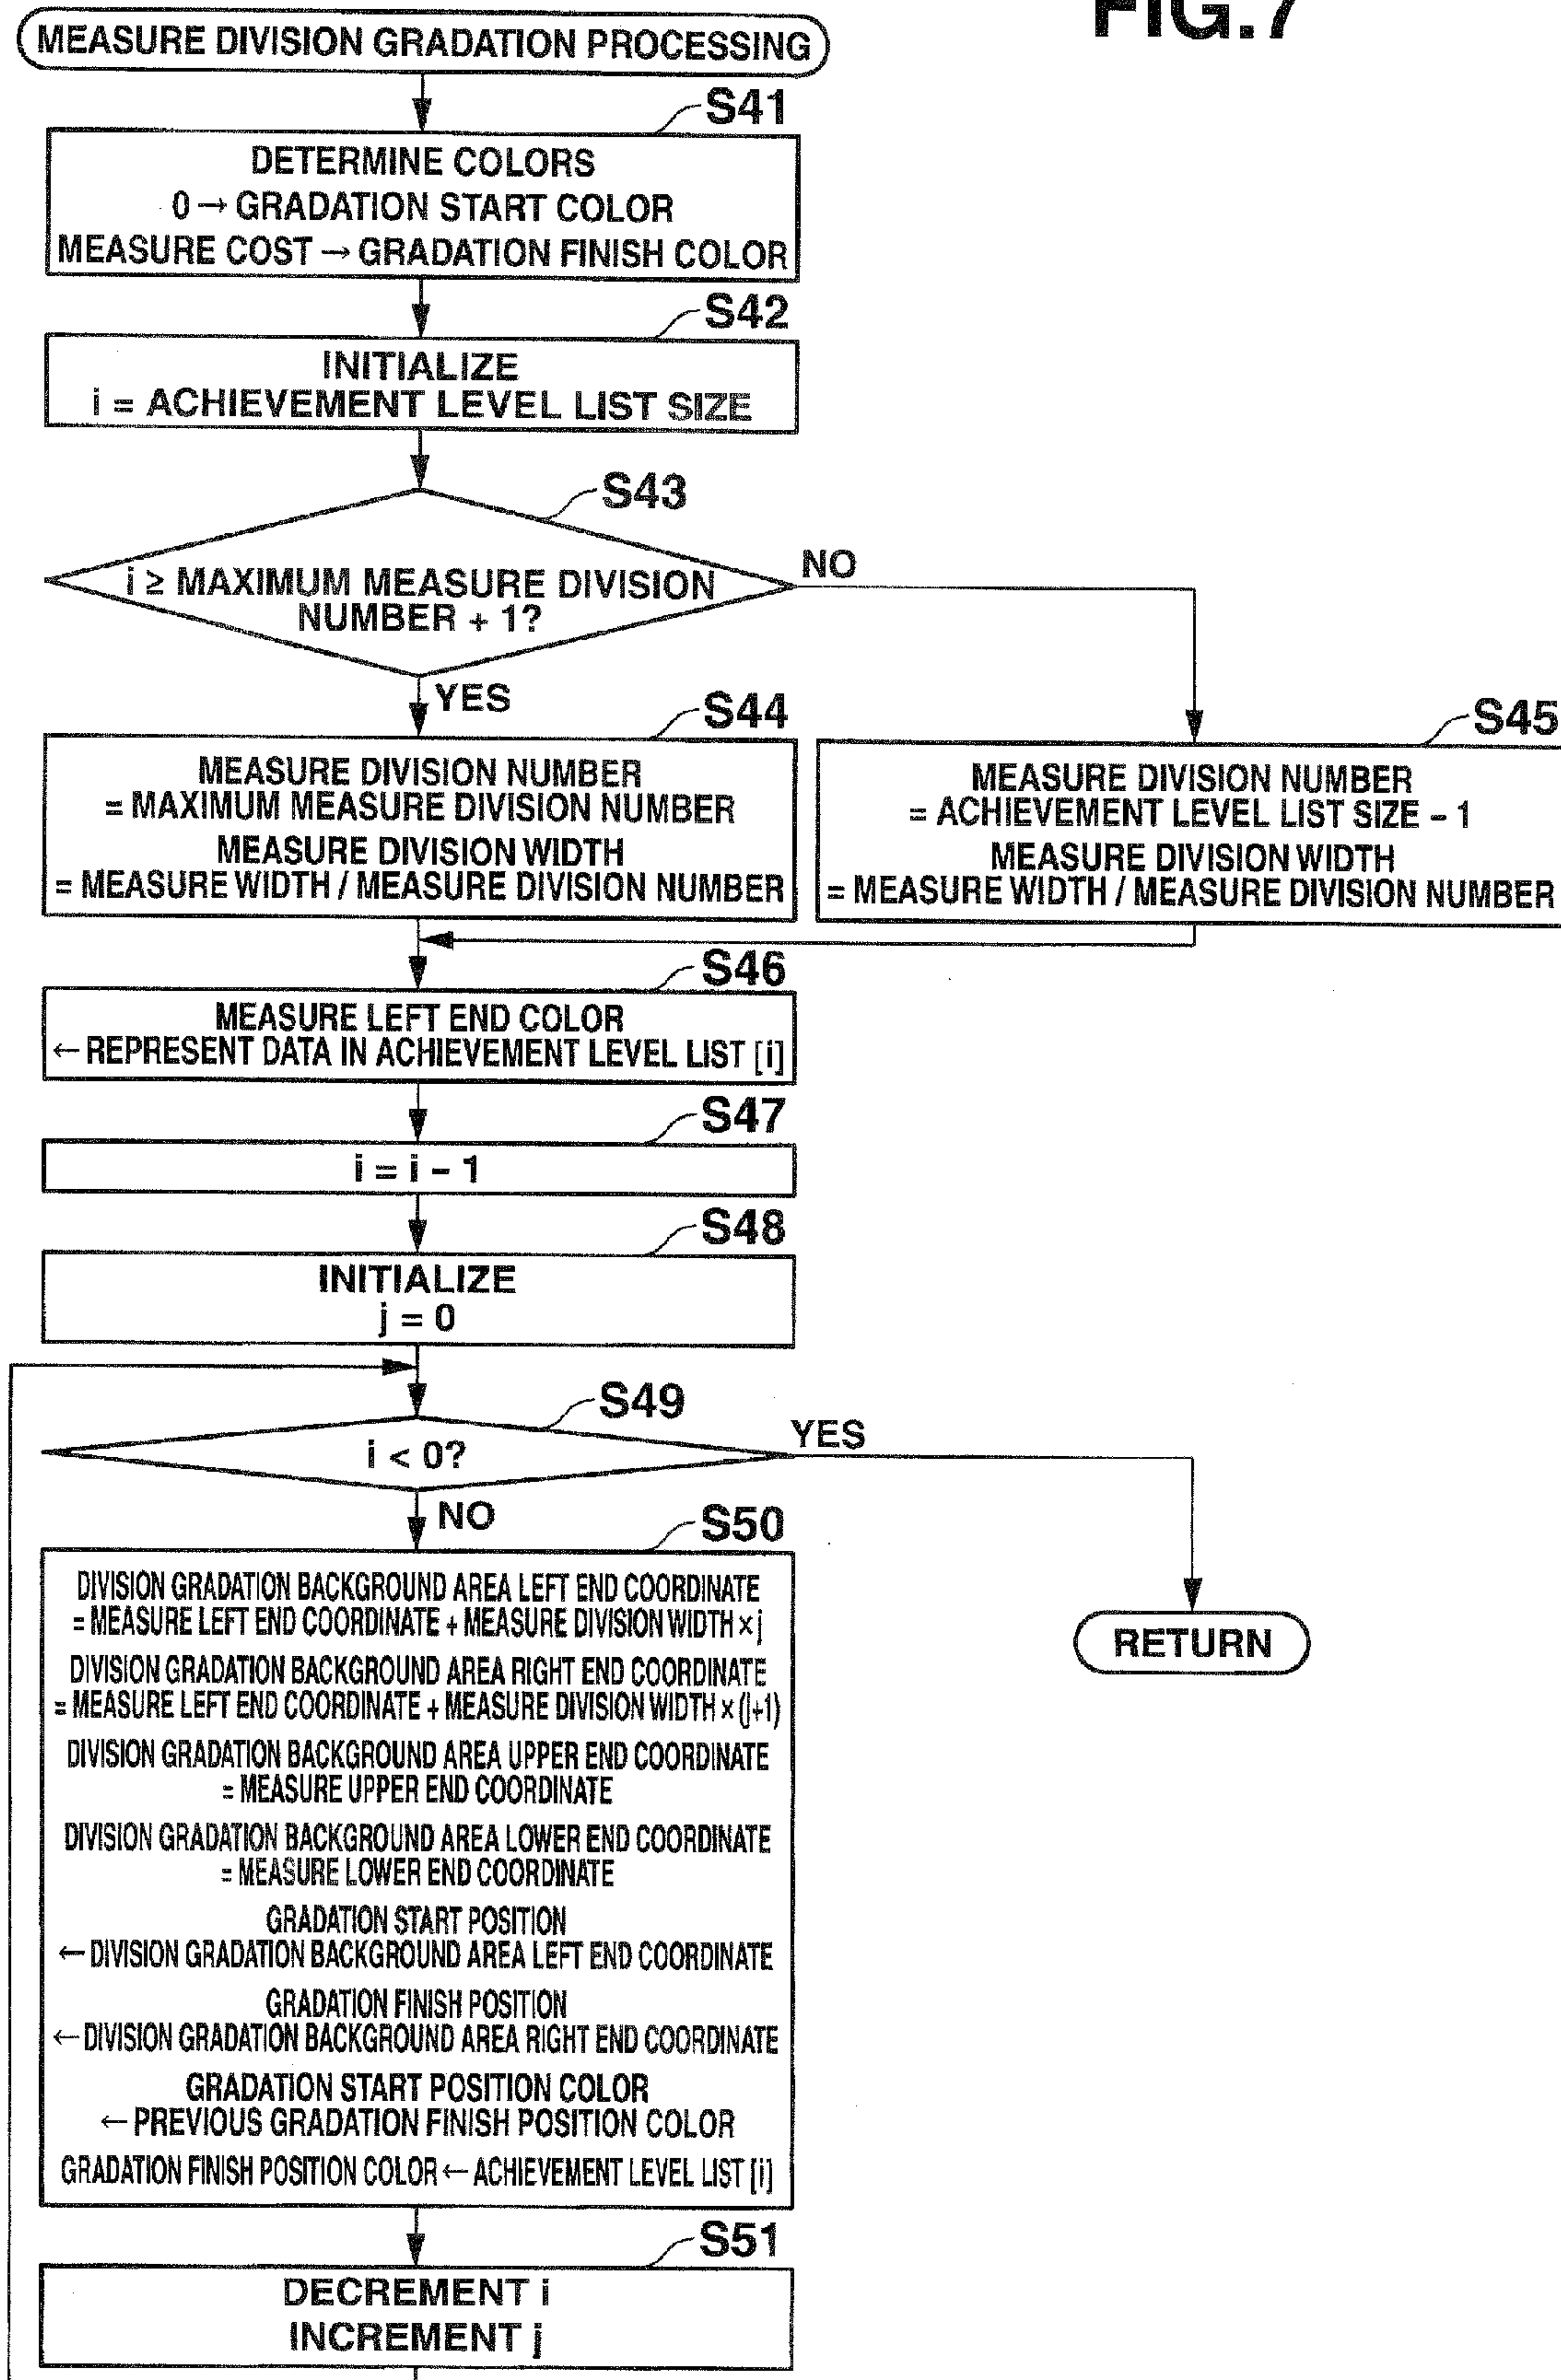 FIG.7
MEASURE DIVISION GRADATION PROCESSING
S41
DETERMINE COLORS
0 → GRADATION START COLOR
MEASURE COST → GRADATION FINISH COLOR
S42
INITIALIZE
i = ACHIEVEMENT LEVEL LIST SIZE
S43
i ≥ MAXIMUM MEASURE DIVISION
NUMBER + 1?
NO
YES
S44
MEASURE DIVISION NUMBER
= MAXIMUM MEASURE DIVISION NUMBER
MEASURE DIVISION WIDTH
= MEASURE WIDTH / MEASURE DIVISION NUMBER
S45
MEASURE DIVISION NUMBER
= ACHIEVEMENT LEVEL LIST SIZE – 1
MEASURE DIVISION WIDTH
= MEASURE WIDTH / MEASURE DIVISION NUMBER
S46
MEASURE LEFT END COLOR
← REPRESENT DATA IN ACHIEVEMENT LEVEL LIST [i]
S47
i = i – 1
S48
INITIALIZE
j = 0
S49
i < 0?
YES
NO
RETURN
S50
DIVISION GRADATION BACKGROUND AREA LEFT END COORDINATE
= MEASURE LEFT END COORDINATE + MEASURE DIVISION WIDTH × j
DIVISION GRADATION BACKGROUND AREA RIGHT END COORDINATE
= MEASURE LEFT END COORDINATE + MEASURE DIVISION WIDTH × (j+1)
DIVISION GRADATION BACKGROUND AREA UPPER END COORDINATE
= MEASURE UPPER END COORDINATE
DIVISION GRADATION BACKGROUND AREA LOWER END COORDINATE
= MEASURE LOWER END COORDINATE
GRADATION START POSITION
← DIVISION GRADATION BACKGROUND AREA LEFT END COORDINATE
GRADATION FINISH POSITION
← DIVISION GRADATION BACKGROUND AREA RIGHT END COORDINATE
GRADATION START POSITION COLOR
← PREVIOUS GRADATION FINISH POSITION COLOR
GRADATION FINISH POSITION COLOR ← ACHIEVEMENT LEVEL LIST [i]
S51
DECREMENT i
INCREMENT j